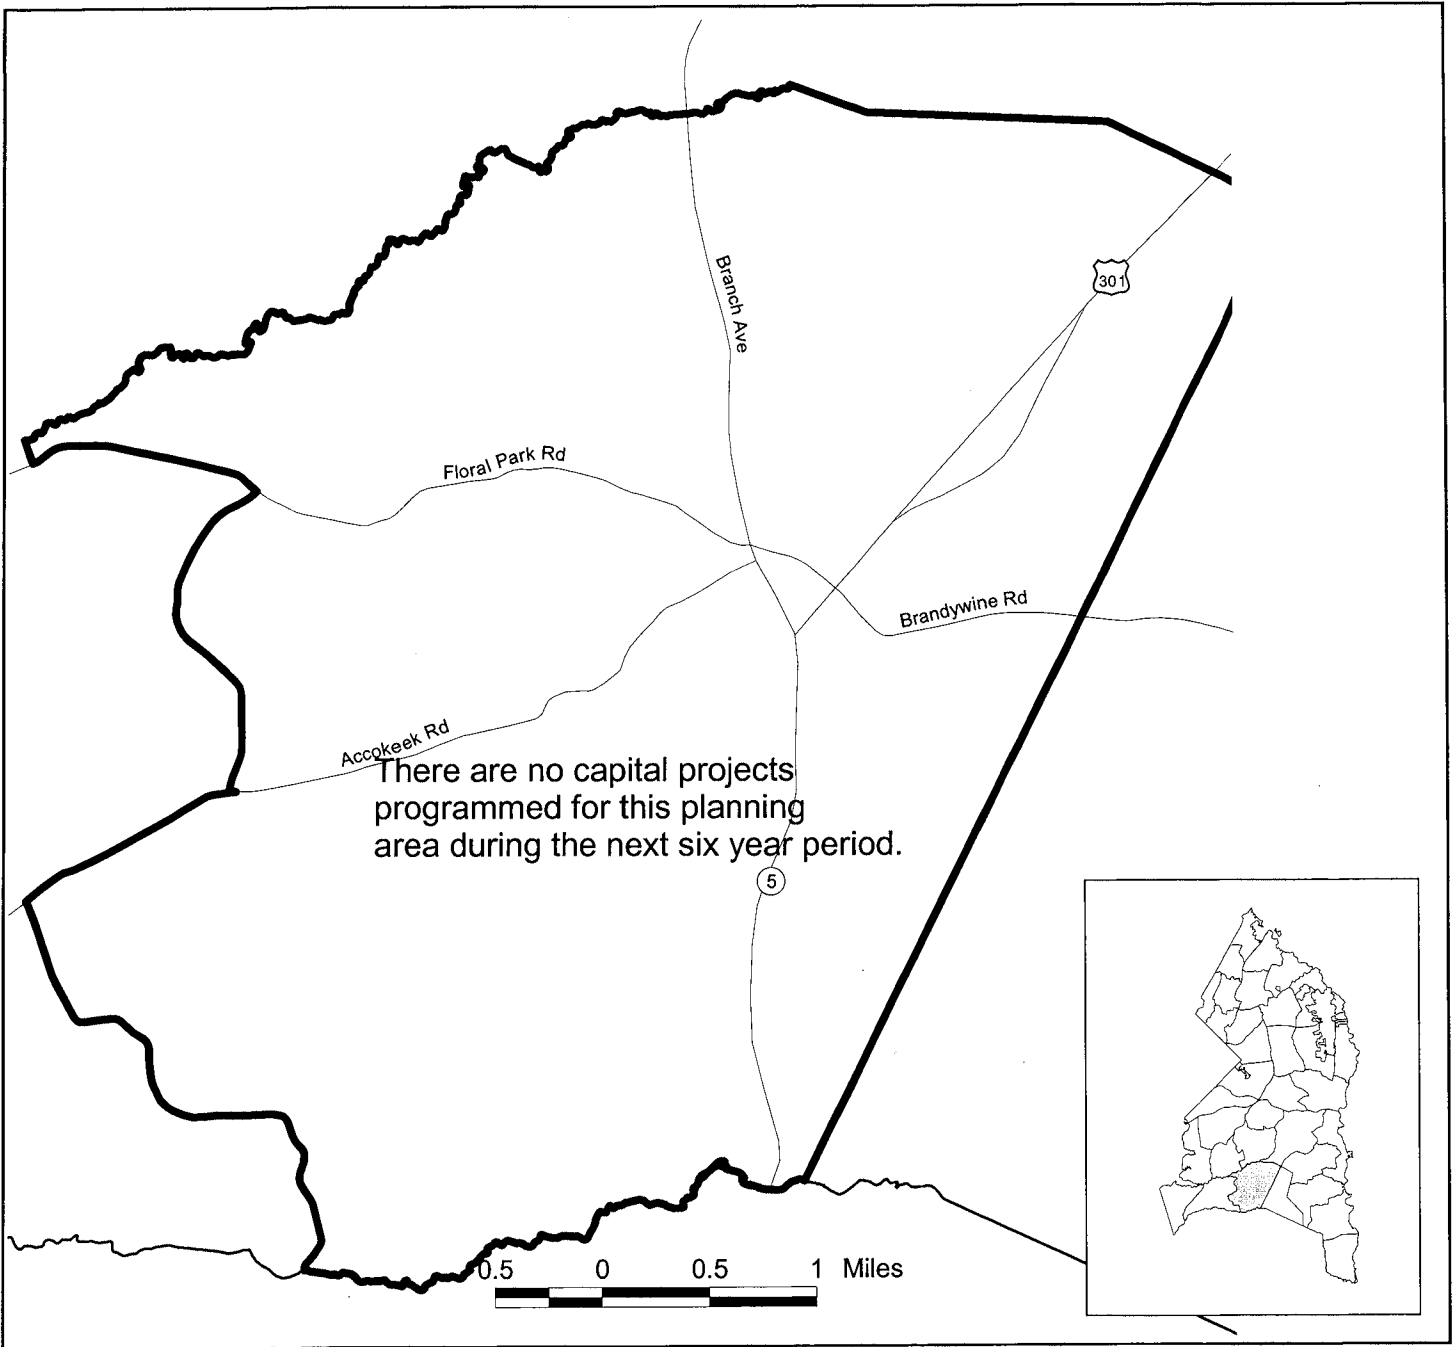 Branch Ave
301
Floral Park Rd
Brandywine Rd
Accokeek Rd
There are no capital projects
programmed for this planning
area during the next six year period.
5
0.5 0 0.5 1 Miles